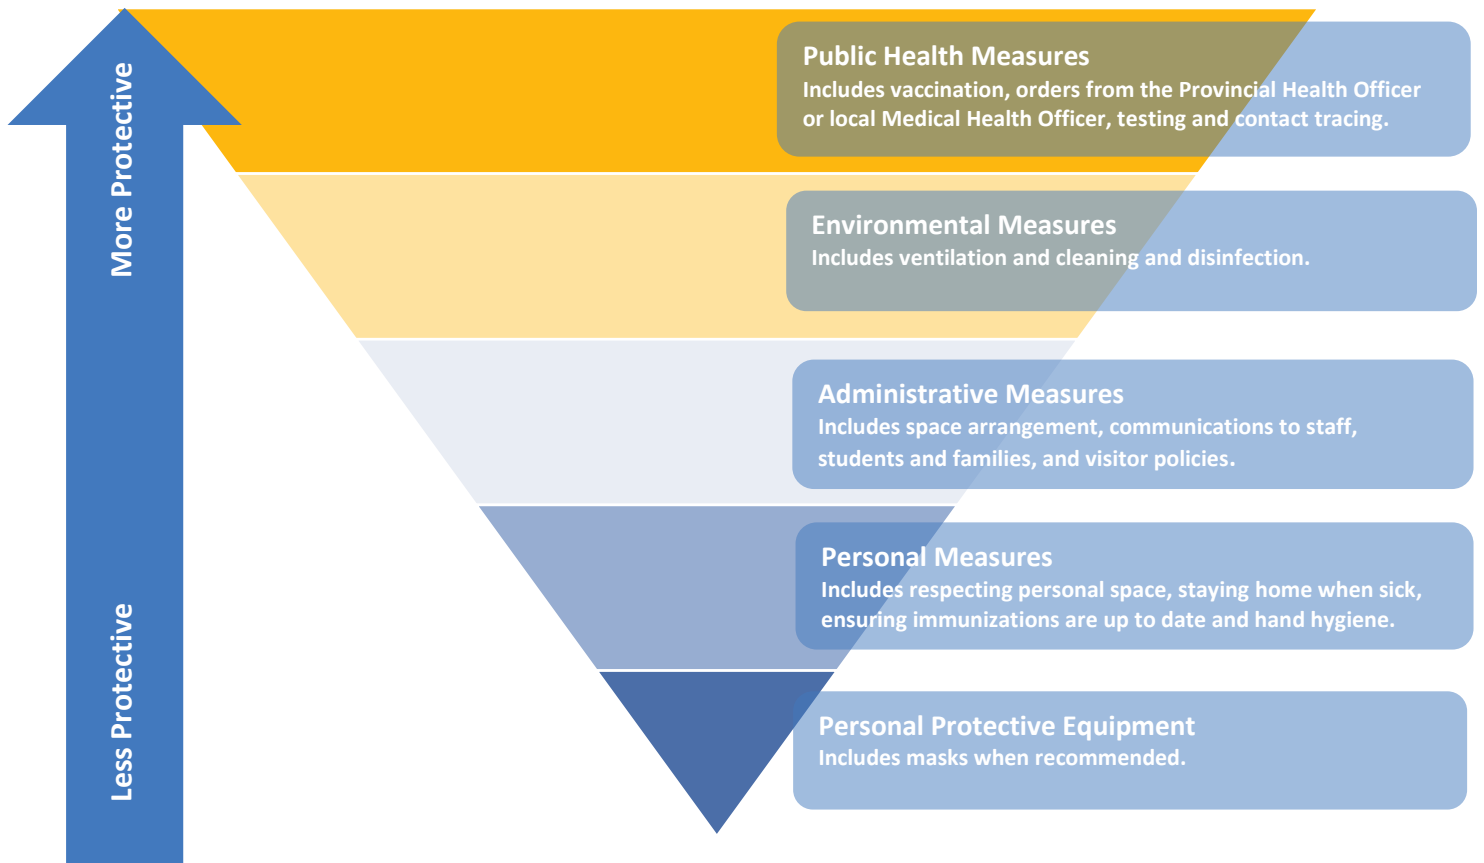 More Protective
Less Protective
Public Health Measures
Includes vaccination, orders from the Provincial Health Officer
or local Medical Health Officer, testing and contact tracing.
Environmental Measures
Includes ventilation and cleaning and disinfection.
Administrative Measures
Includes space arrangement, communications to staff,
students and families, and visitor policies.
Personal Measures
Includes respecting personal space, staying home when sick,
ensuring immunizations are up to date and hand hygiene.
Personal Protective Equipment
Includes masks when recommended.